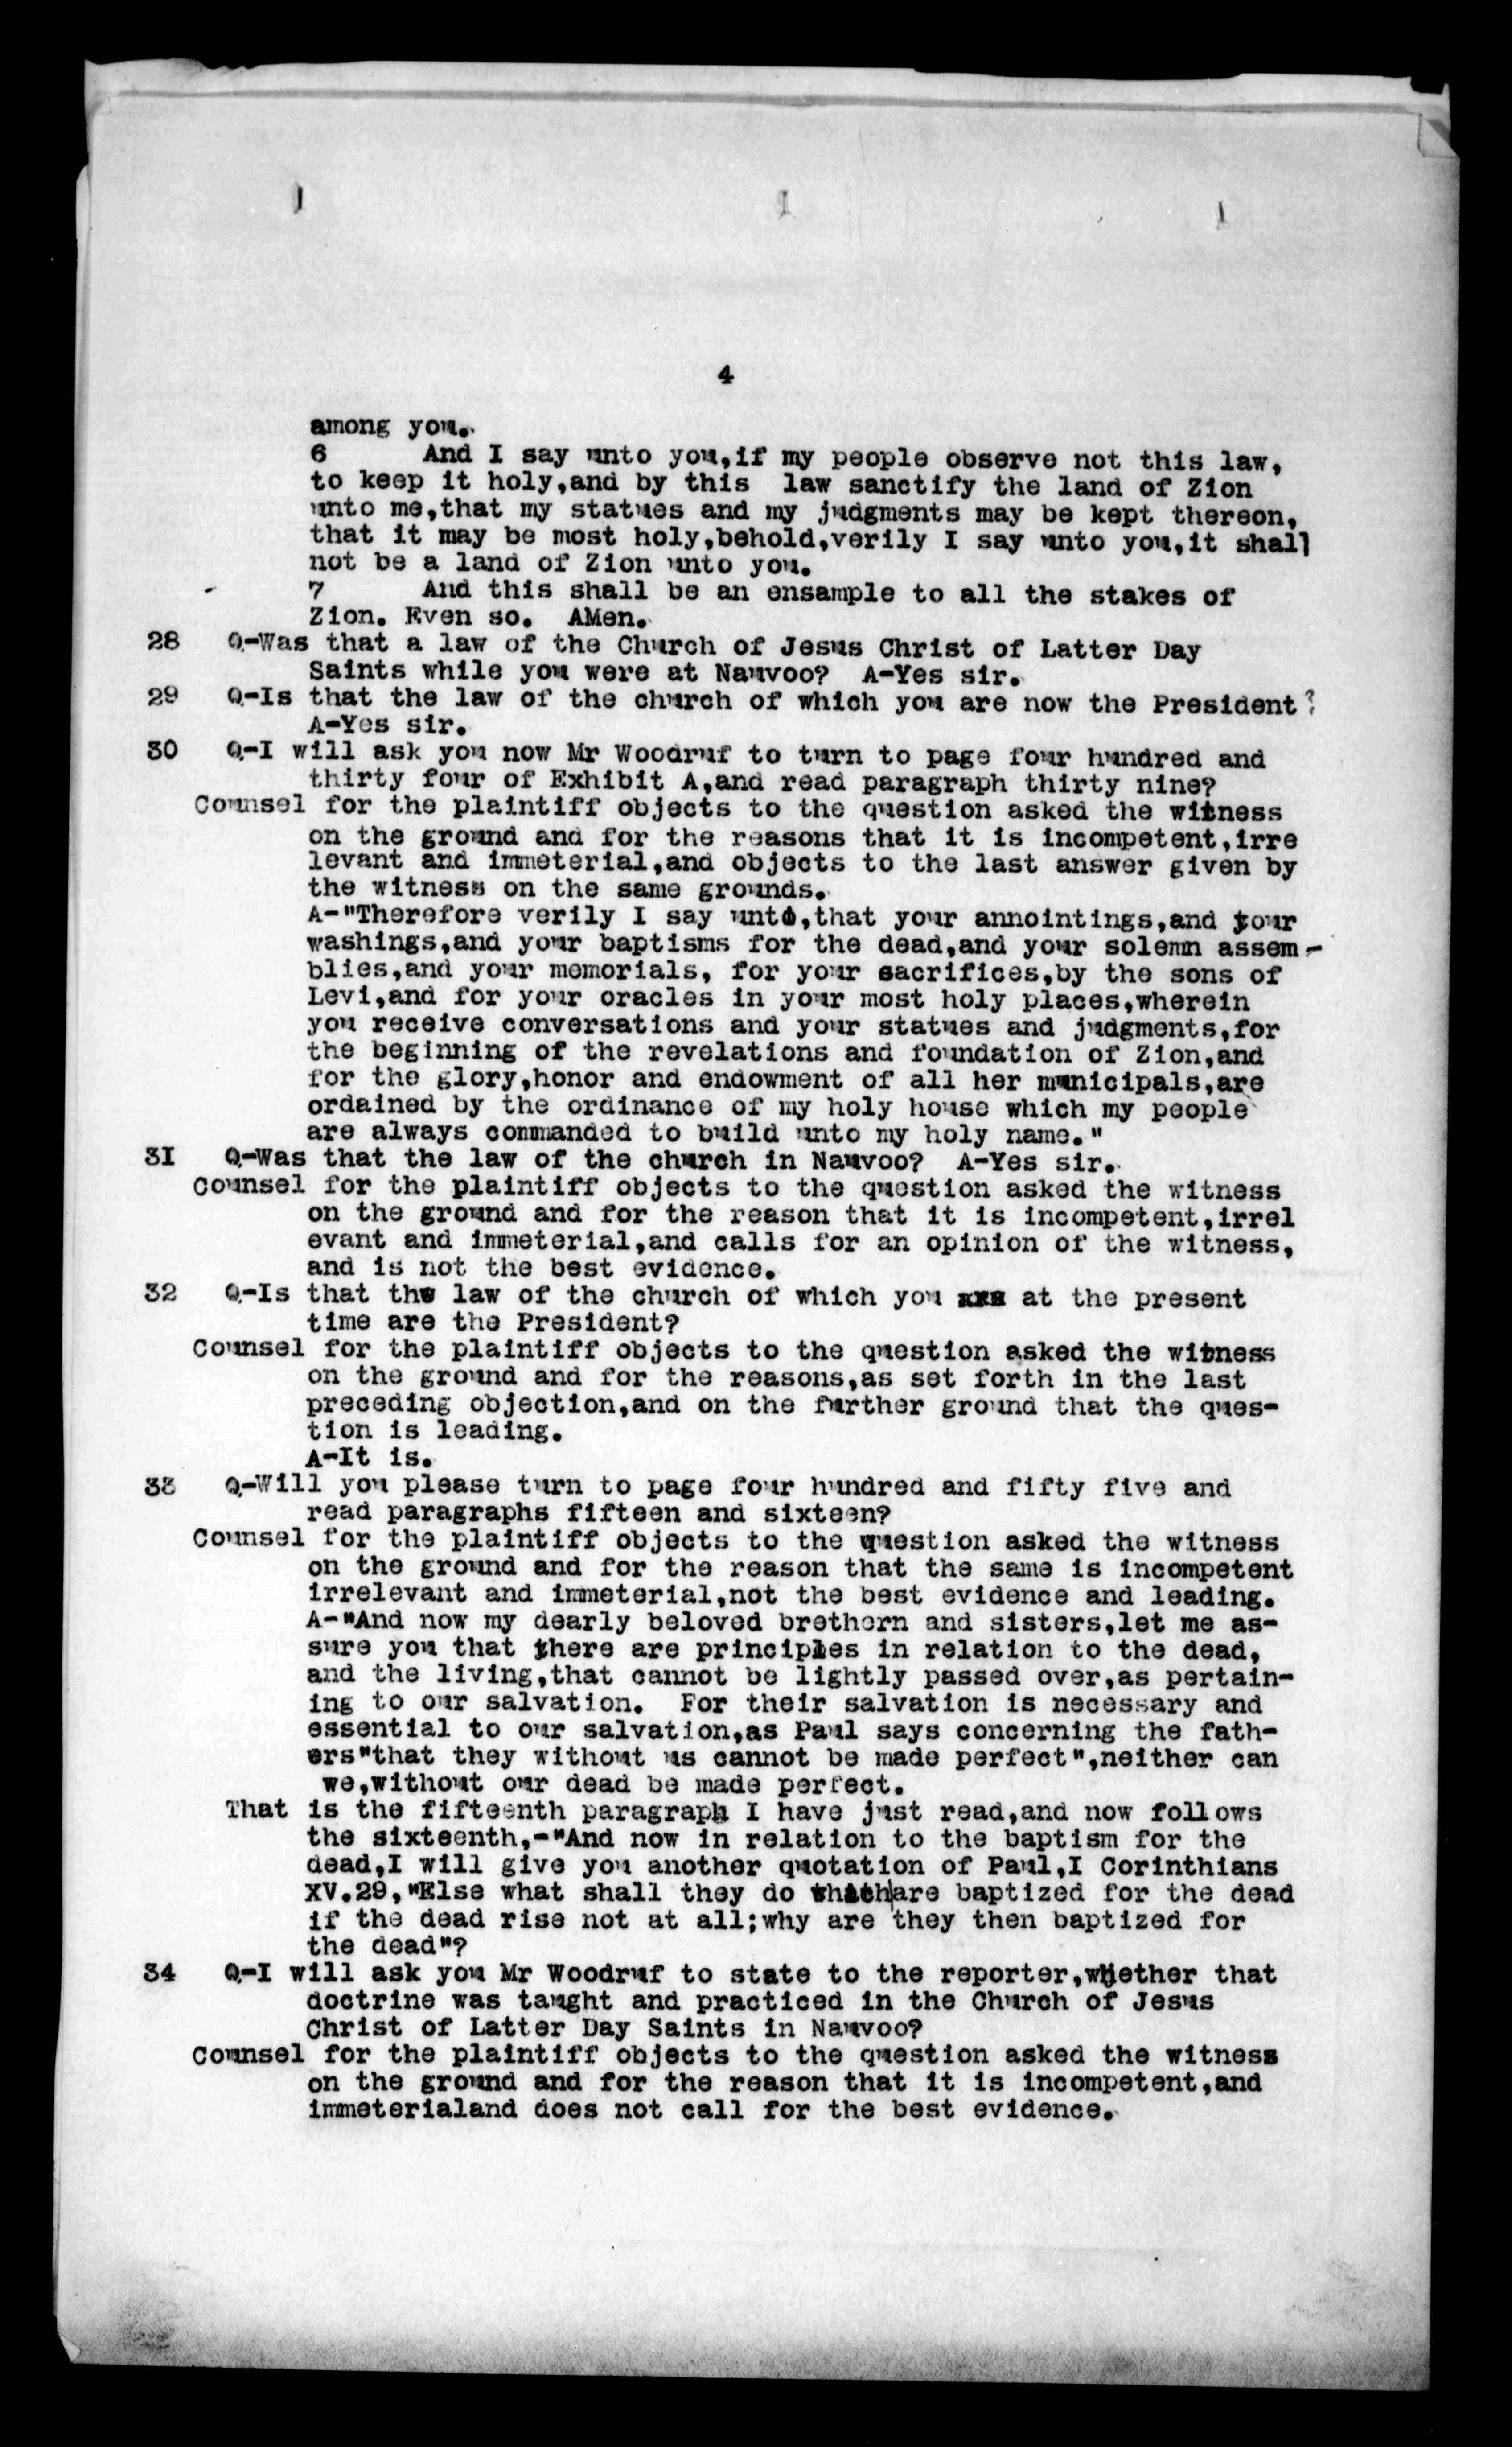 4
among you.
6 And I say unto you,if my people observe not this law,
to keep it holy,and by this law sanctify the land of Zion
unto me,that my statues and my judgments may be kept thereon,
that it may be most holy,behold,verily I say unto you,it shall
not be a land of Zion unto you.
7 And this shall be an ensample to all the stakes of
Zion. Even so. AMen.
28 Q-Was that a law of the Church of Jesus Christ of Latter Day
Saints while you were at Nauvoo? A-Yes sir.
29 Q-Is that the law of the church of which you are now the President?
A-Yes sir.
30 Q-I will ask you now Mr Woodruf to turn to page four hundred and
thirty four of Exhibit A,and read paragraph thirty nine?
Counsel for the plaintiff objects to the question asked the witness
on the ground and for the reasons that it is incompetent,irre
levant and immeterial,and objects to the last answer given by
the witness on the same grounds.
A-"Therefore verily I say unto,that your annointings,and your
washings,and your baptisms for the dead,and your solemn assem-
blies,and your memorials, for your sacrifices,by the sons of
Levi,and for your oracles in your most holy places,wherein
you receive conversations and your statues and judgments,for
the beginning of the revelations and foundation of Zion,and
for the glory,honor and endowment of all her municipals,are
ordained by the ordinance of my holy house which my people
are always commanded to build unto my holy name."
31 Q-Was that the law of the church in Nauvoo? A-Yes sir.
Counsel for the plaintiff objects to the question asked the witness
on the ground and for the reason that it is incompetent,irrel
evant and immeterial,and calls for an opinion of the witness,
and is not the best evidence.
32 Q-Is that the law of the church of which you at the present
time are the President?
Counsel for the plaintiff objects to the question asked the witness
on the ground and for the reasons,as set forth in the last
preceding objection,and on the further ground that the ques-
tion is leading.
A-It is.
33 Q-Will you please turn to page four hundred and fifty five and
read paragraphs fifteen and sixteen?
Counsel for the plaintiff objects to the question asked the witness
on the ground and for the reason that the same is incompetent
irrelevant and immeterial,not the best evidence and leading.
A-"And now my dearly beloved brethern and sisters,let me as-
sure you that there are principles in relation to the dead,
and the living,that cannot be lightly passed over,as pertain-
ing to our salvation. For their salvation is necessary and
essential to our salvation,as Paul says concerning the fath-
ers"that they without us cannot be made perfect",neither can
we,without our dead be made perfect.
That is the fifteenth paragraph I have just read,and now follows
the sixteenth,-"And now in relation to the baptism for the
dead,I will give you another quotation of Paul,I Corinthians
XV.29,"Else what shall they do are baptized for the dead
if the dead rise not at all;why are they then baptized for
the dead"?
34 Q-I will ask you Mr Woodruf to state to the reporter,whether that
doctrine was taught and practiced in the Church of Jesus
Christ of Latter Day Saints in Nauvoo?
Counsel for the plaintiff objects to the question asked the witness
on the ground and for the reason that it is incompetent,and
immeterialand does not call for the best evidence.